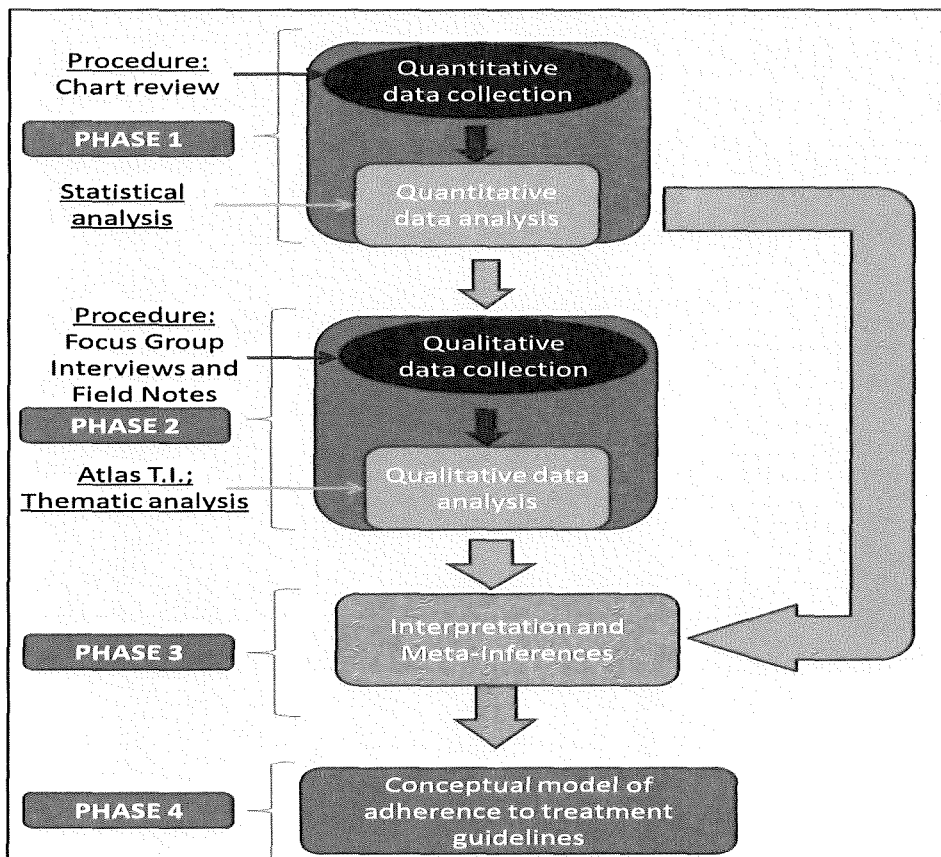 Procedure:
Chart review
Quantitative
data collection
PHASE 1
Statistical
analysis
Quantitative
data analysis
Procedure:
Focus Group
Interviews and
Field Notes
Qualitative
data collection
PHASE 2
Atlas T.I.;
Thematic analysis
Qualitative data
analysis
PHASE 3
Interpretation and
Meta-inferences
PHASE 4
Conceptual model of
adherence to treatment
guidelines